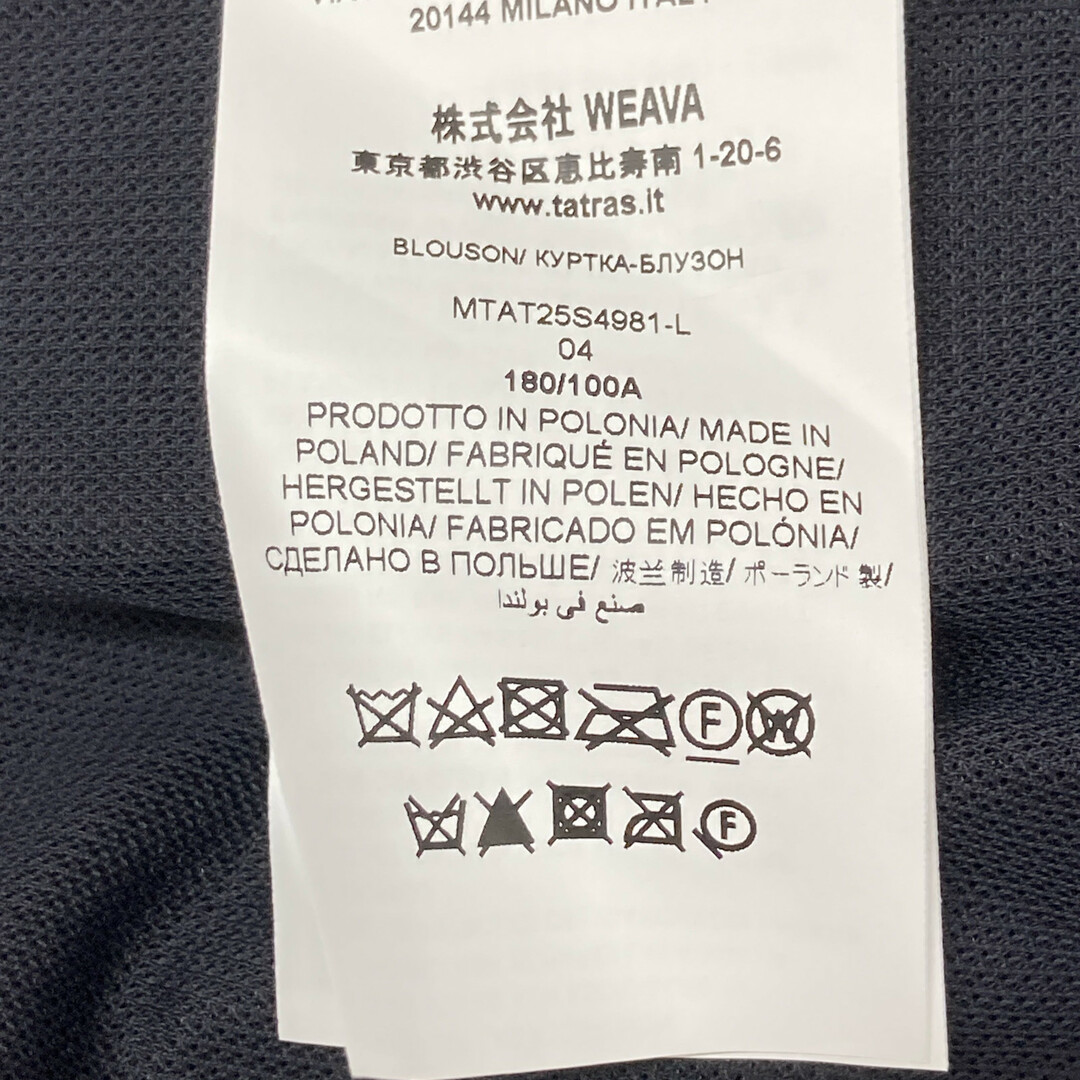 20144 MILANO ITALY
株式会社 WEAVA
東京都渋谷区恵比寿南 1-20-6
www.tatras.it
BLOUSON/ КУРТКА-БЛУЗОН
MTAT25S4981-L
04
180/100A
PRODOTTO IN POLONIA/ MADE IN
POLAND/ FABRIQUÉ EN POLOGNE/
HERGESTELLT IN POLEN/ HECHO EN
POLONIA/ FABRICADO EM POLÓNIA/
СДЕЛАНО В ПОЛЬШЕ/ 波兰制造/ ポーランド 製/
صنع في بولندا
F W
F